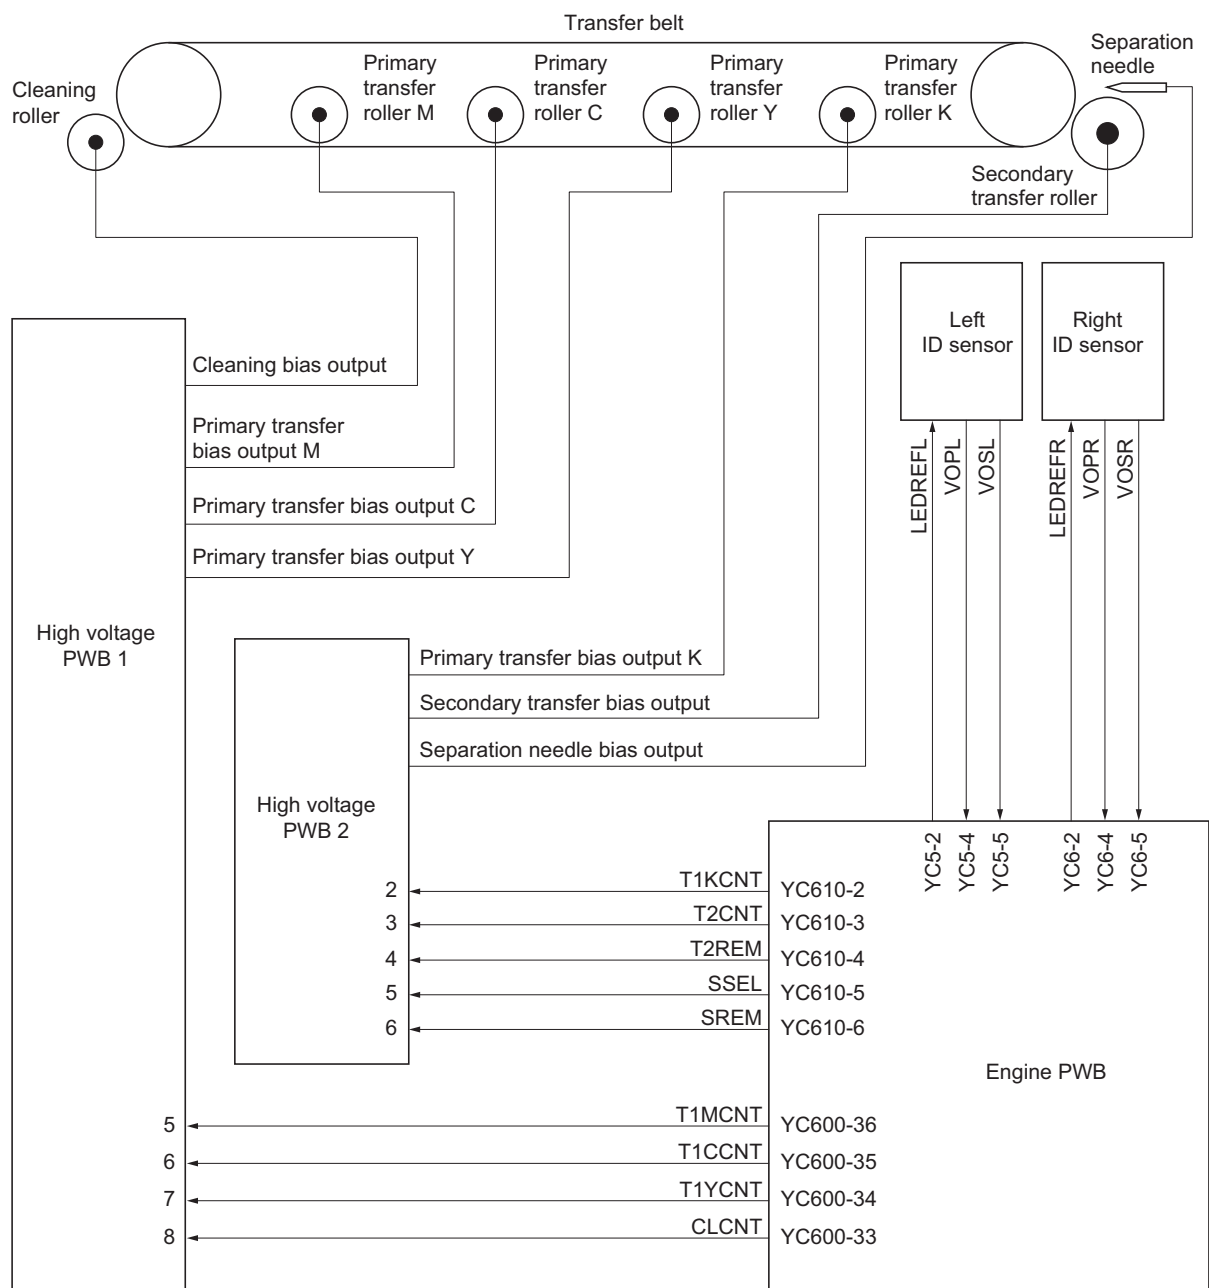 Transfer belt
Separation
needle
Cleaning
roller
Primary
transfer
roller M
Primary
transfer
roller C
Primary
transfer
roller Y
Primary
transfer
roller K
Secondary
transfer roller
Left
ID sensor
Right
ID sensor
Cleaning bias output
Primary transfer
bias output M
Primary transfer bias output C
Primary transfer bias output Y
LEDREFL
VOPL
VOSL
LEDREFR
VOPR
VOSR
High voltage
PWB 1
Primary transfer bias output K
Secondary transfer bias output
Separation needle bias output
High voltage
PWB 2
YC5-2
YC5-4
YC5-5
YC6-2
YC6-4
YC6-5
2 T1KCNT YC610-2
3 T2CNT YC610-3
4 T2REM YC610-4
5 SSEL YC610-5
6 SREM YC610-6
Engine PWB
5 T1MCNT YC600-36
6 T1CCNT YC600-35
7 T1YCNT YC600-34
8 CLCNT YC600-33